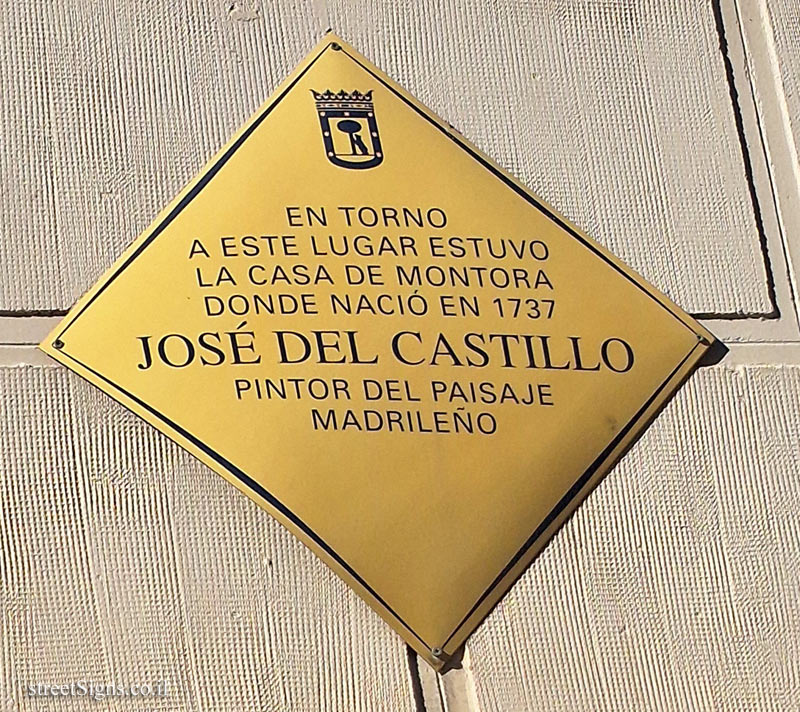 EN TORNO
A ESTE LUGAR ESTUVO
LA CASA DE MONTORA
DONDE NACIÓ EN 1737
JOSÉ DEL CASTILLO
PINTOR DEL PAISAJE
MADRILEÑO
streetSigns.co.il